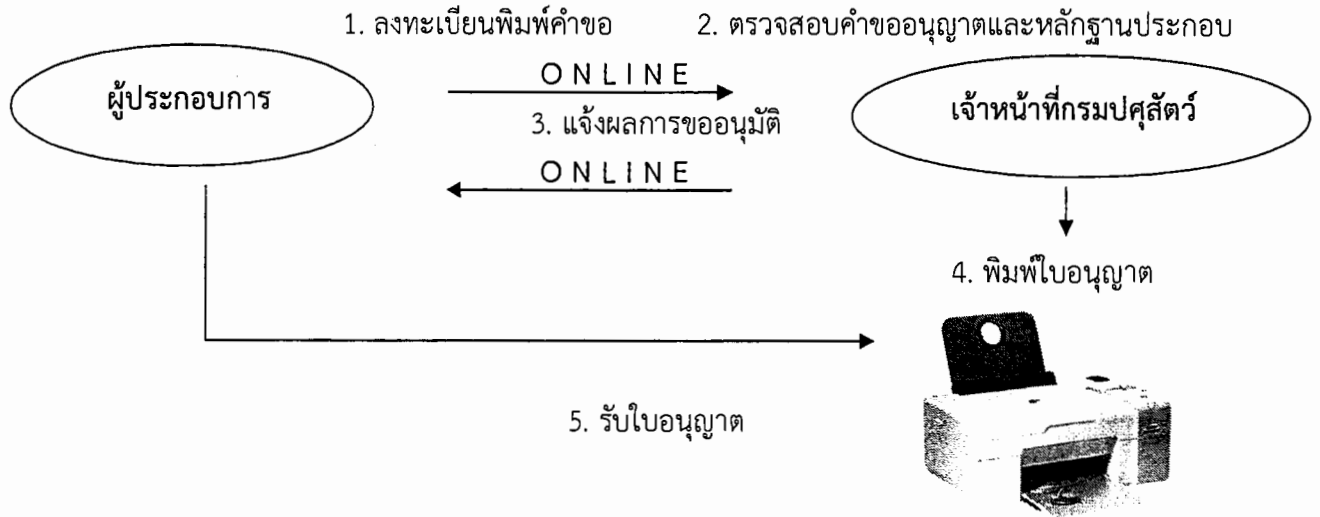 1. ลงทะเบียนพิมพ์คำขอ
2. ตรวจสอบคำขออนุญาตและหลักฐานประกอบ
ผู้ประกอบการ
ONLINE
เจ้าหน้าที่กรมปศุสัตว์
3. แจ้งผลการขออนุมัติ
ONLINE
4. พิมพ์ใบอนุญาต
5. รับใบอนุญาต